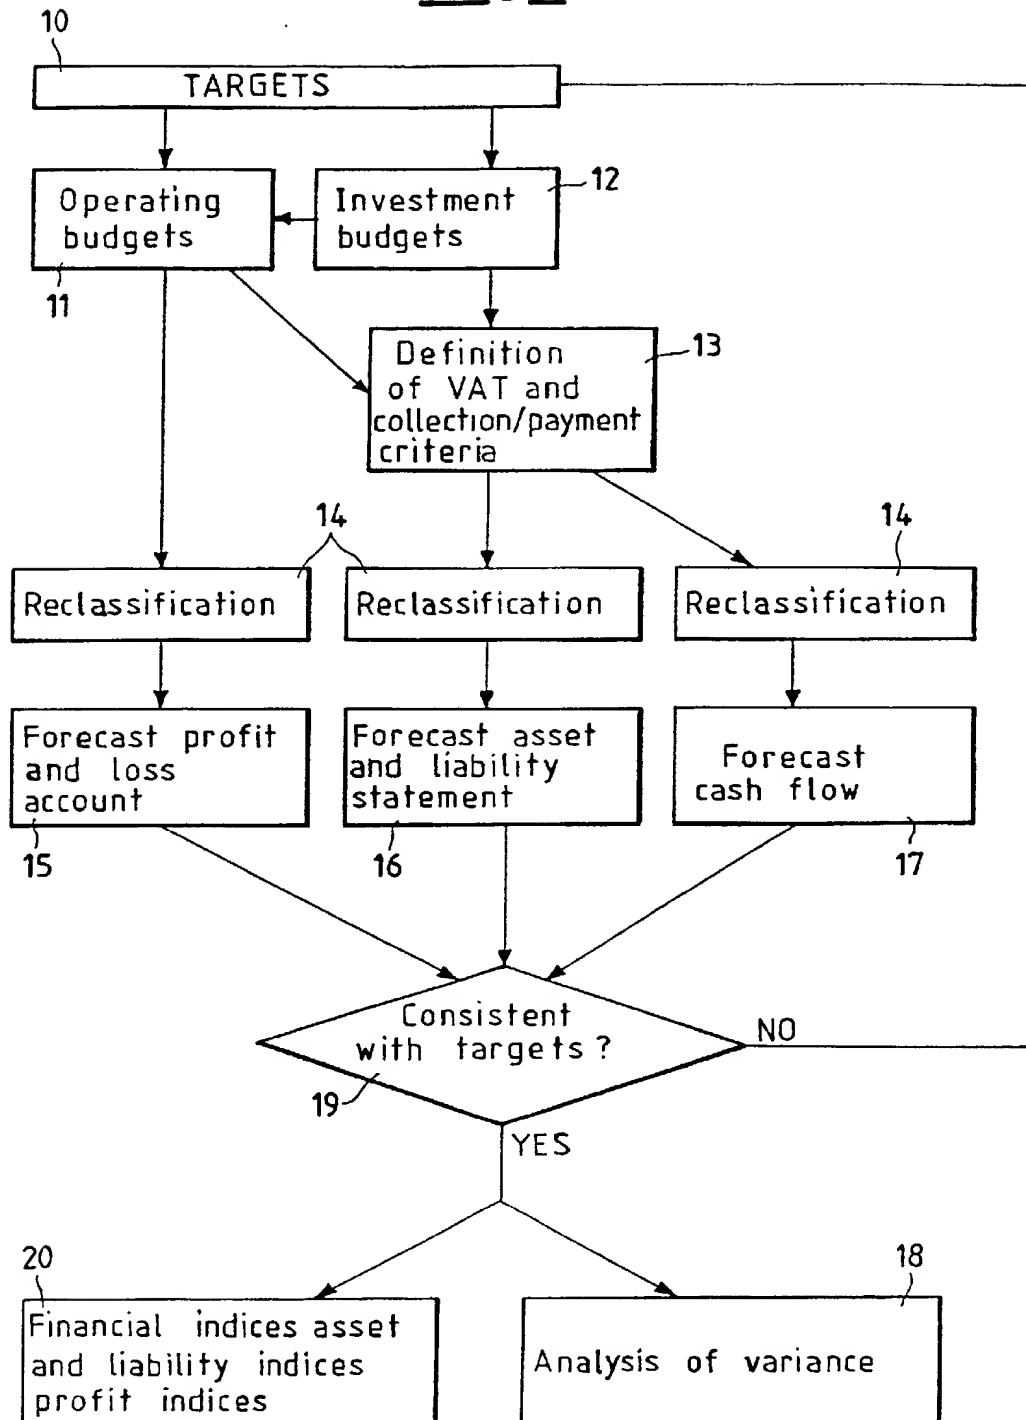 10
TARGETS
Operating
budgets
11
Investment
budgets
12
Definition
of VAT and
collection/payment
criteria
13
14
14
Reclassification
Reclassification
Reclassification
Forecast profit
and loss
account
15
Forecast asset
and liability
statement
16
Forecast
cash flow
17
Consistent
with targets?
19
NO
YES
20
Financial indices asset
and liability indices
profit indices
18
Analysis of variance